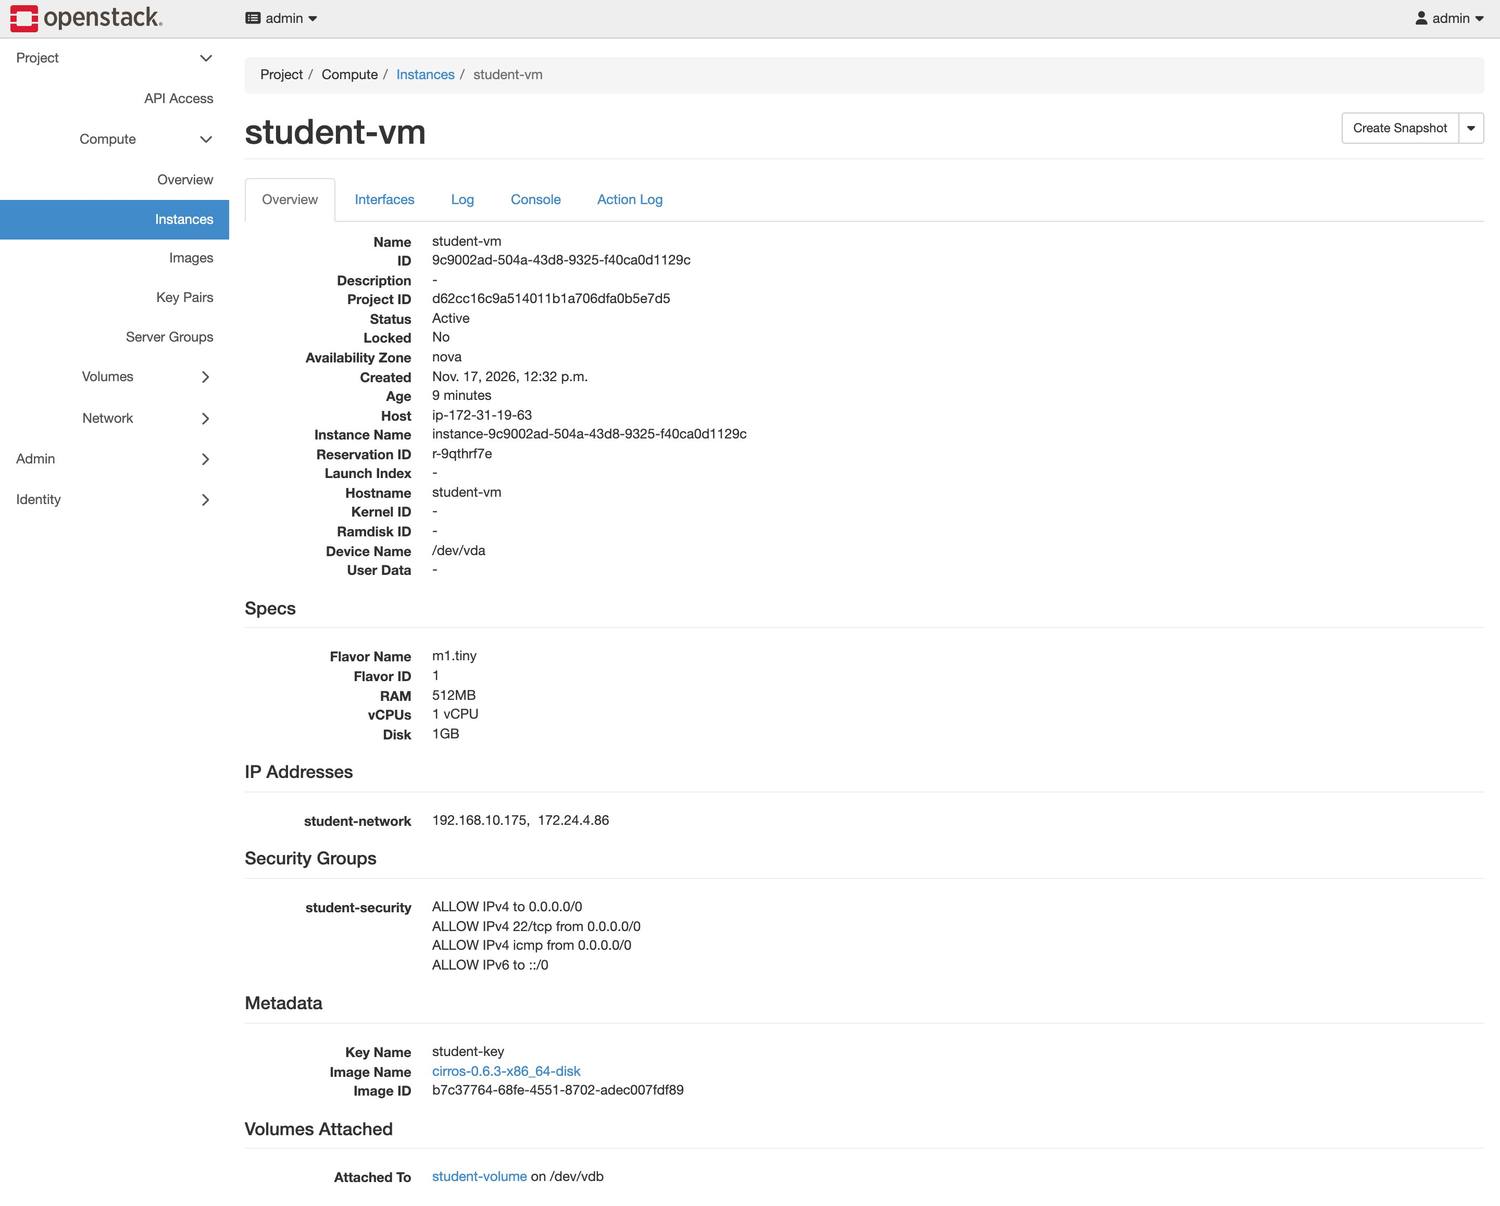 openstack.
admin
admin
Project
API Access
Compute
Overview
Instances
Images
Key Pairs
Server Groups
Volumes
Network
Admin
Identity
Project / Compute / Instances / student-vm
student-vm
Create Snapshot
Overview Interfaces Log Console Action Log
Name student-vm
ID 9c9002ad-504a-43d8-9325-f40ca0d1129c
Description -
Project ID d62cc16c9a514011b1a706dfa0b5e7d5
Status Active
Locked No
Availability Zone nova
Created Nov. 17, 2026, 12:32 p.m.
Age 9 minutes
Host ip-172-31-19-63
Instance Name instance-9c9002ad-504a-43d8-9325-f40ca0d1129c
Reservation ID r-9qthrf7e
Launch Index -
Hostname student-vm
Kernel ID -
Ramdisk ID -
Device Name /dev/vda
User Data -
Specs
Flavor Name m1.tiny
Flavor ID 1
RAM 512MB
vCPUs 1 vCPU
Disk 1GB
IP Addresses
student-network 192.168.10.175, 172.24.4.86
Security Groups
student-security ALLOW IPv4 to 0.0.0.0/0
ALLOW IPv4 22/tcp from 0.0.0.0/0
ALLOW IPv4 icmp from 0.0.0.0/0
ALLOW IPv6 to ::/0
Metadata
Key Name student-key
Image Name cirros-0.6.3-x86_64-disk
Image ID b7c37764-68fe-4551-8702-adec007fdf89
Volumes Attached
Attached To student-volume on /dev/vdb